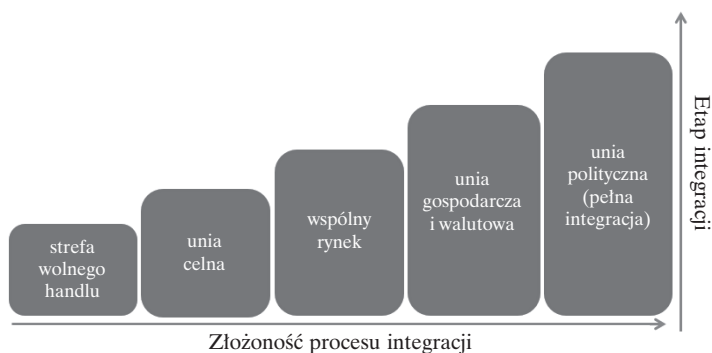 strefa
wolnego
handlu
unia
celna
wspólny
rynek
unia
gospodarcza
i walutowa
unia
polityczna
(pełna
integracja)
Etap integracji
Złożoność procesu integracji